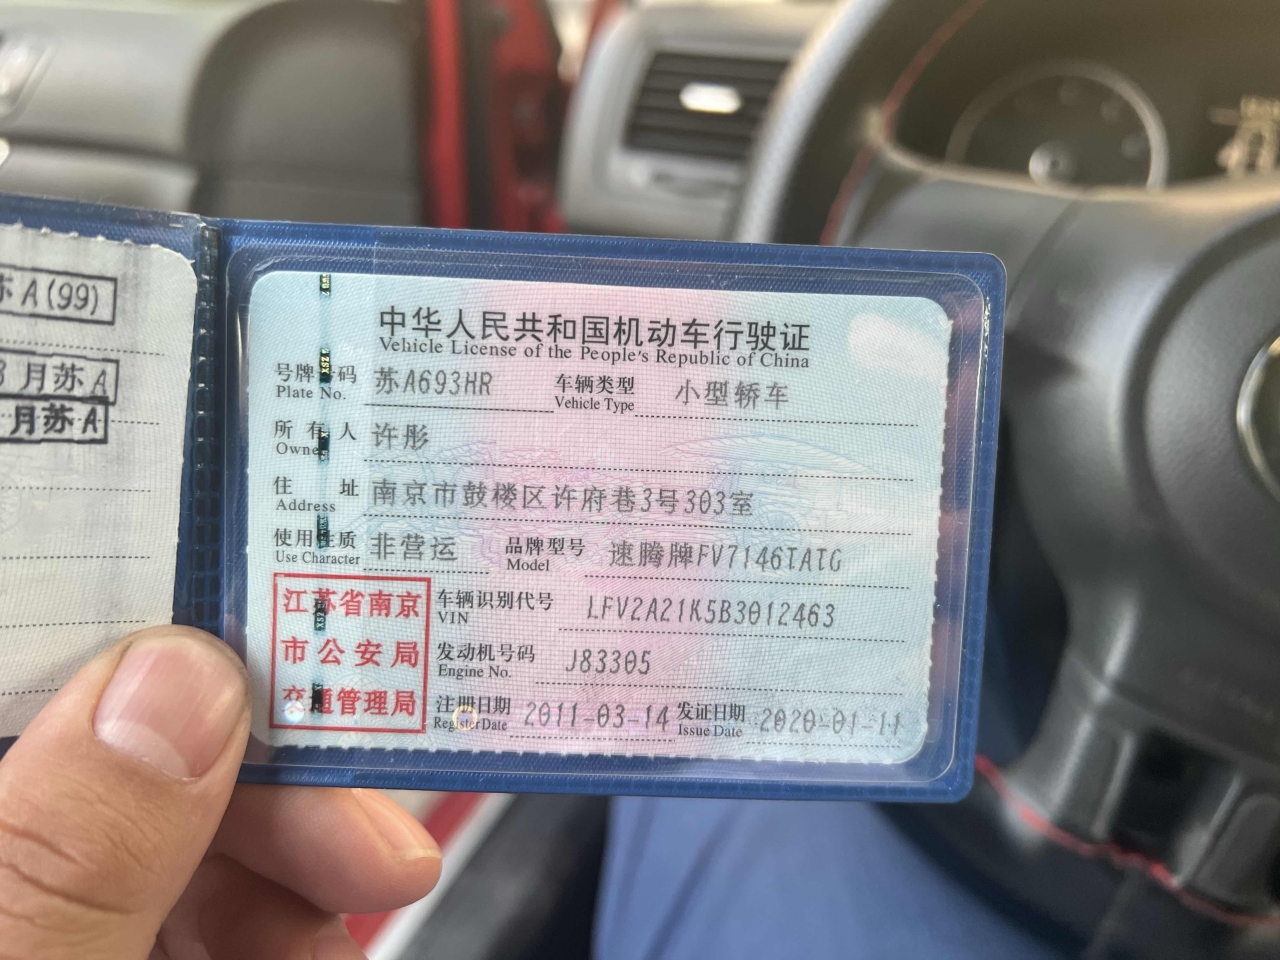 苏A(99)
月苏A
月苏A
中华人民共和国机动车行驶证
Vehicle License of the People's Republic of China
号牌 码 苏A693HR 车辆类型 小型轿车
Plate No. Vehicle Type
所有人 许彤
Owner
住 址 南京市鼓楼区许府巷3号303室
Address
使用性质 非营运 品牌型号 速腾牌FV7146TATG
Use Character Model
江苏省南京
市公安局
交通管理局
车辆识别代号 LFV2A21K5B3012463
VIN
发动机号码 J83305
Engine No.
注册日期 2011-03-14 发证日期 2020-01-11
Register Date Issue Date